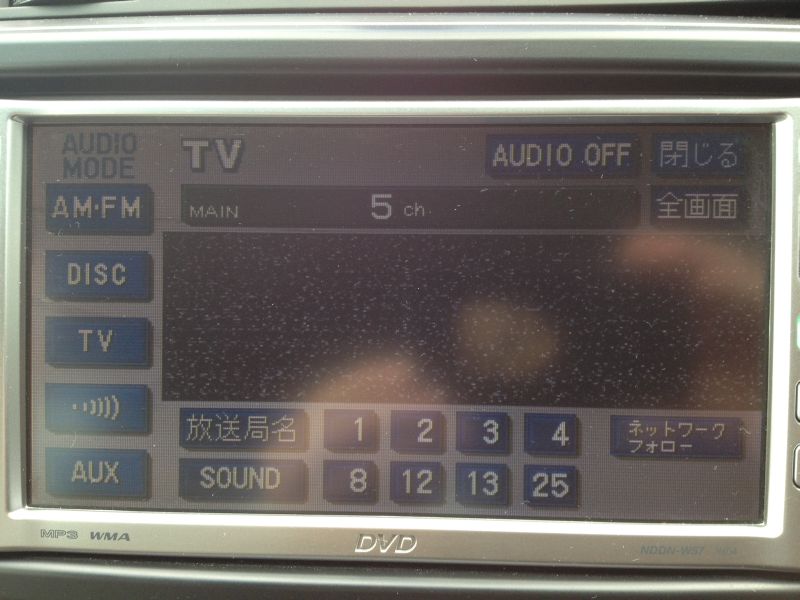 AUDIO
MODE
TV
AUDIO OFF
閉じる
AM・FM
MAIN
5 ch
全画面
DISC
TV
放送局名
1
2
3
4
ネットワーク
フォロー
AUX
SOUND
8
12
13
25
MP3 WMA
DVD
NDDN-W57